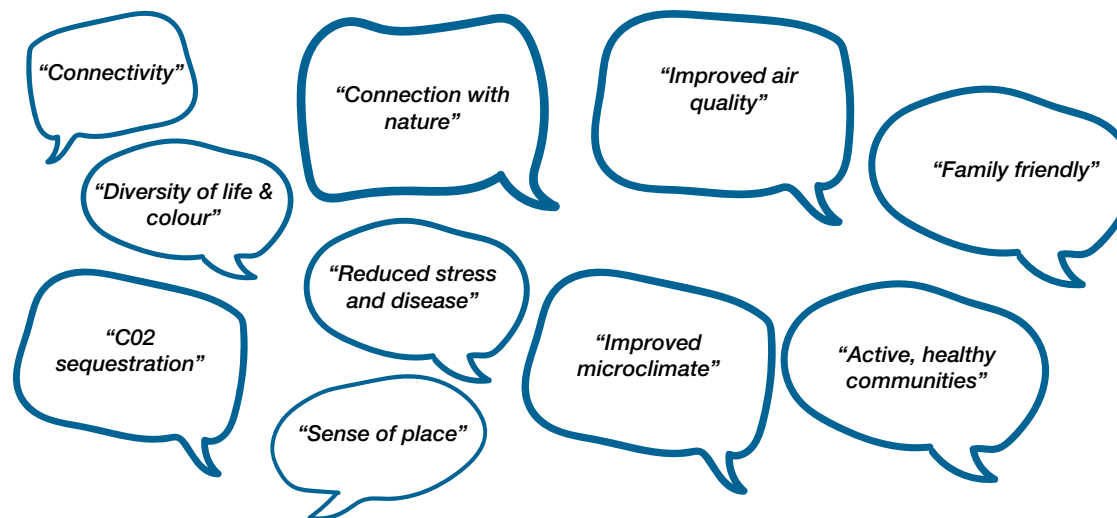 “Connectivity”
“Connection with
nature”
“Improved air
quality”
“Family friendly”
“Diversity of life &
colour”
“Reduced stress
and disease”
“C02
sequestration”
“Improved
microclimate”
“Active, healthy
communities”
“Sense of place”